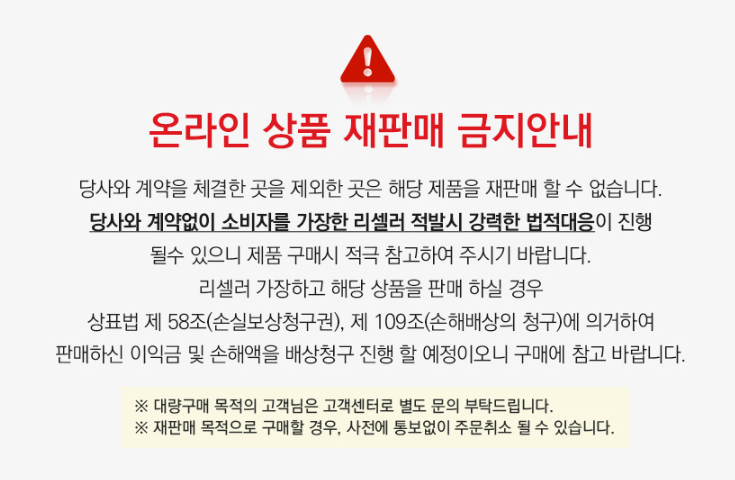 온라인 상품 재판매 금지안내
당사와 계약을 체결한 곳을 제외한 곳은 해당 제품을 재판매 할 수 없습니다.
당사와 계약없이 소비자를 가장한 리셀러 적발시 강력한 법적대응이 진행
될수 있으니 제품 구매시 적극 참고하여 주시기 바랍니다.
리셀러 가장하고 해당 상품을 판매 하실 경우
상표법 제 58조(손실보상청구권), 제 109조(손해배상의 청구)에 의거하여
판매하신 이익금 및 손해액을 배상청구 진행 할 예정이오니 구매에 참고 바랍니다.
※ 대량구매 목적의 고객님은 고객센터로 별도 문의 부탁드립니다.
※ 재판매 목적으로 구매할 경우, 사전에 통보없이 주문취소 될 수 있습니다.